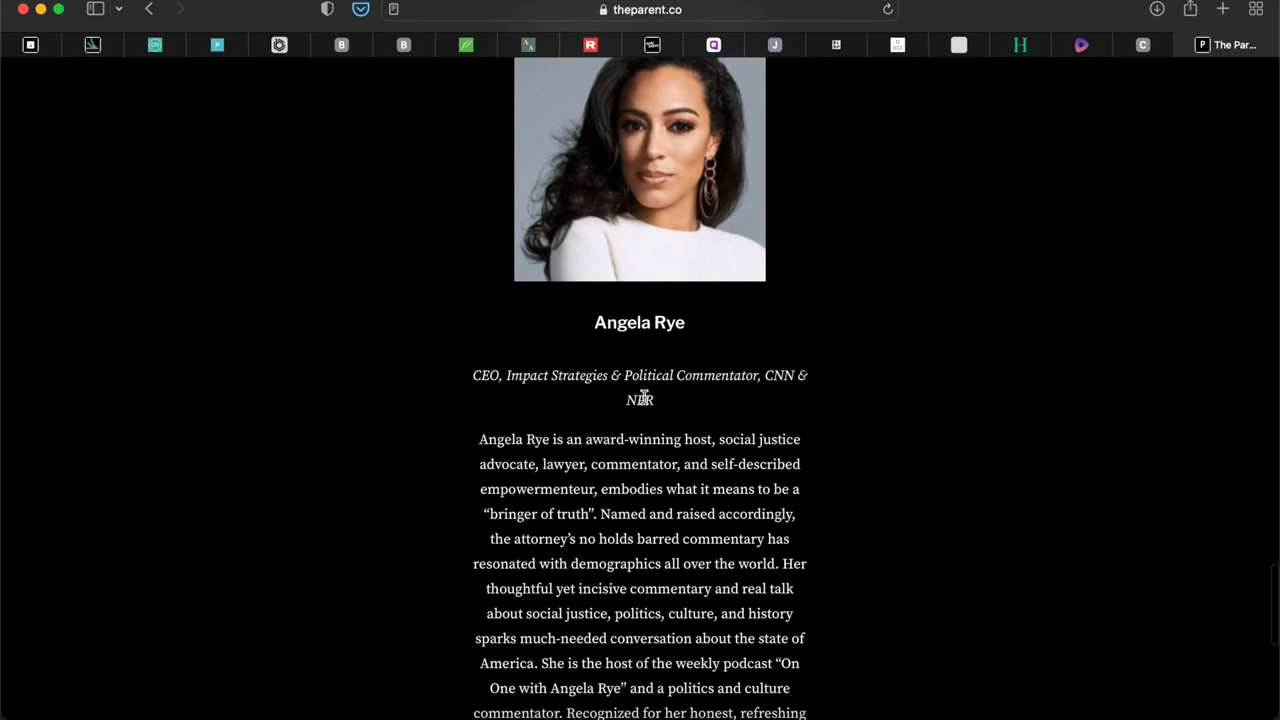 theparent.co
The Par...
Angela Rye
CEO, Impact Strategies & Political Commentator, CNN &
Angela Rye is an award-winning host, social justice
advocate, lawyer, commentator, and self-described
empowermenteur, embodies what it means to be a
“bringer of truth”. Named and raised accordingly,
the attorney’s no holds barred commentary has
resonated with demographics all over the world. Her
thoughtful yet incisive commentary and real talk
about social justice, politics, culture, and history
sparks much-needed conversation about the state of
America. She is the host of the weekly podcast “On
One with Angela Rye” and a politics and culture
commentator. Recognized for her honest, refreshing